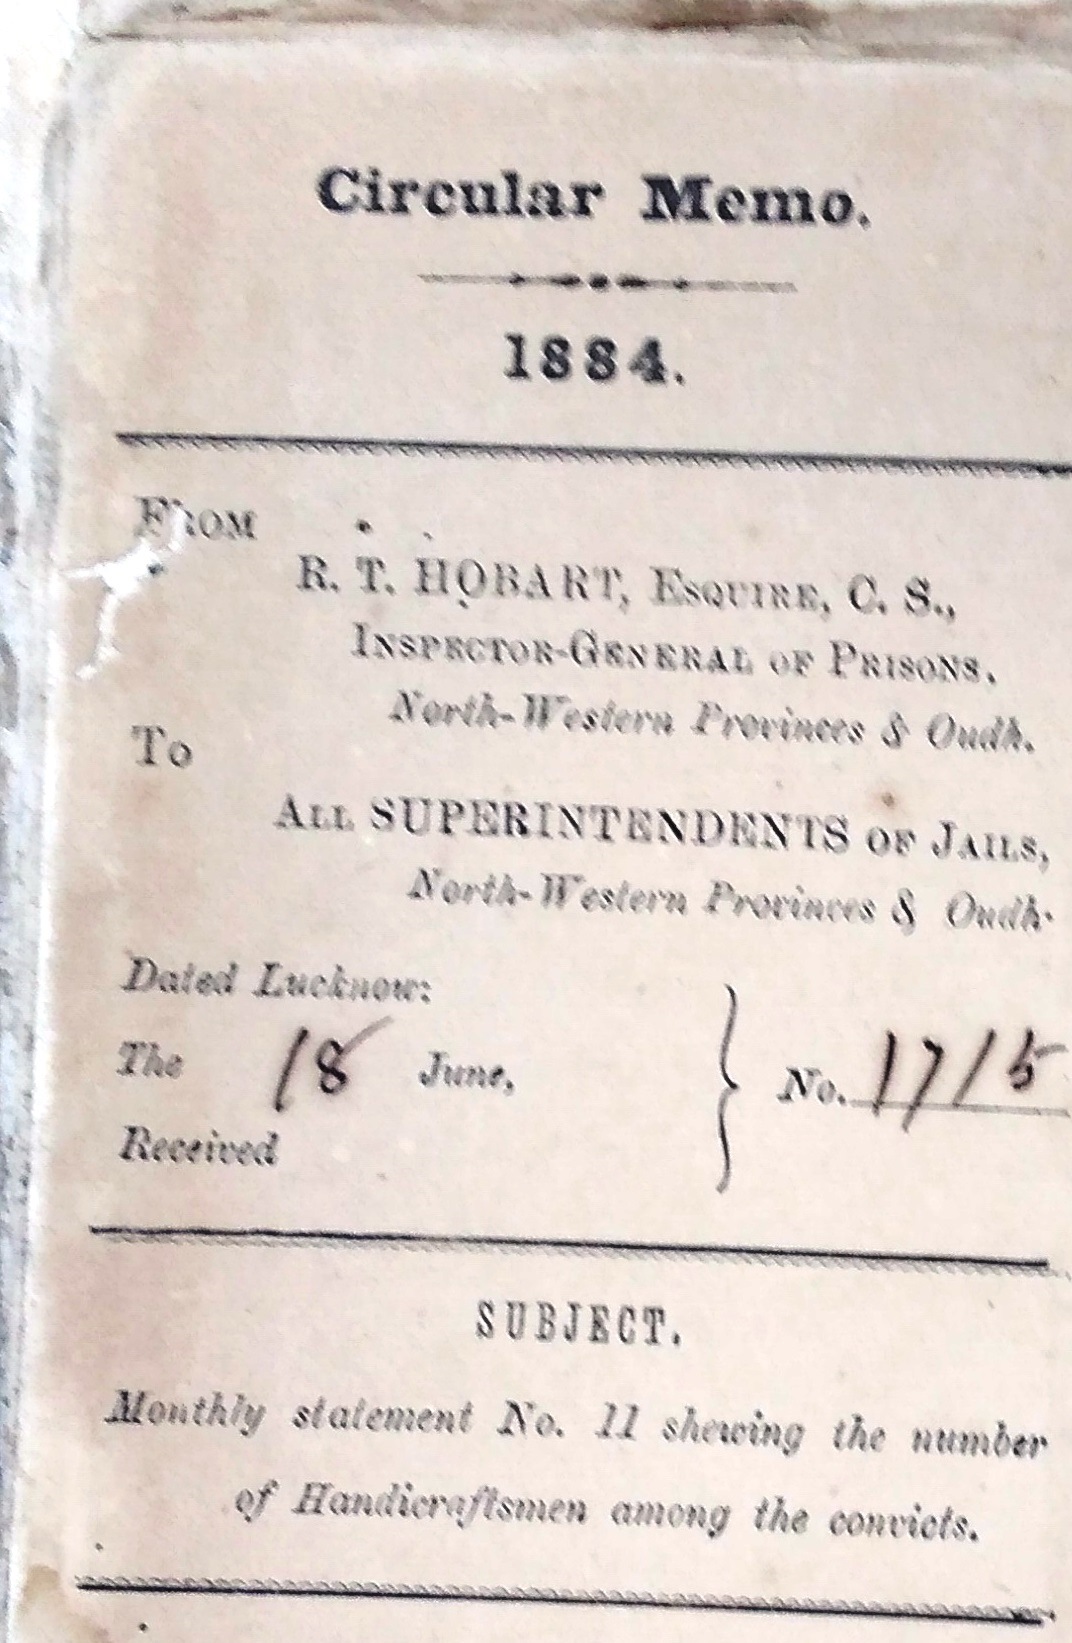 Circular Memo.
1884.
FROM
R. T. HOBART, ESQUIRE, C. S.,
INSPECTOR-GENERAL OF PRISONS.
North-Western Provinces & Oudh.
To
ALL SUPERINTENDENTS OF JAILS,
North-Western Provinces & Oudh.
Dated Lucknow:
The 18 June, No. 1715
Received
SUBJECT.
Monthly statement No. 11 shewing the number
of Handicraftsmen among the convicts.